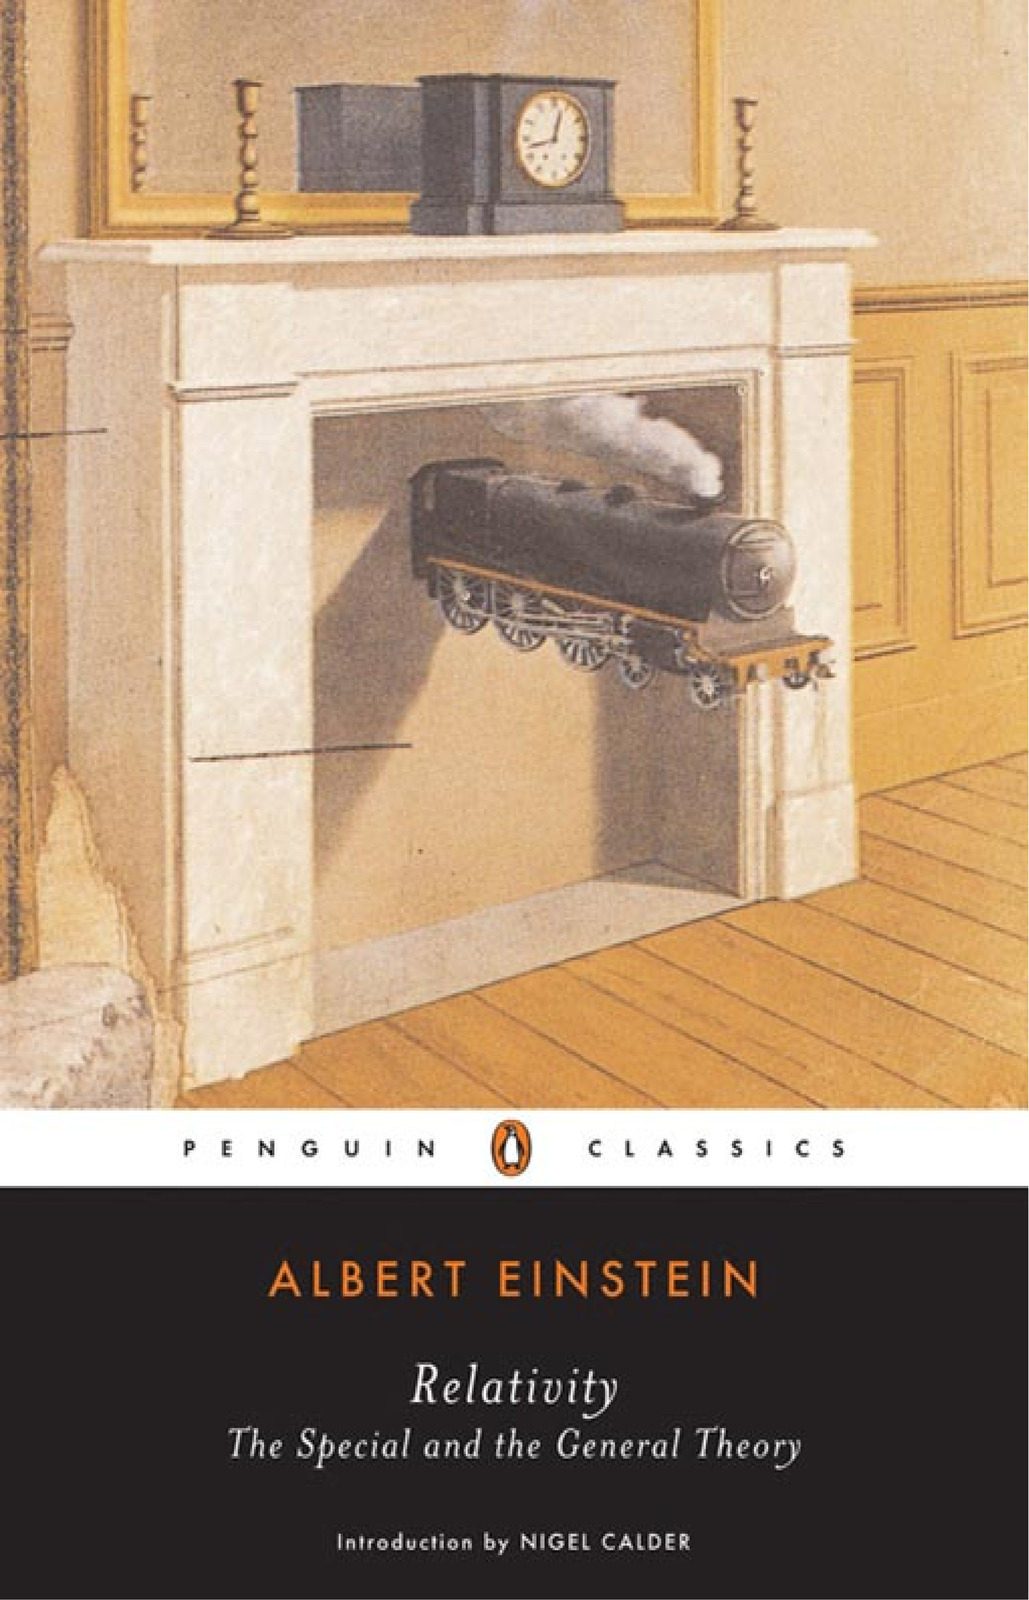 PENGUIN CLASSICS
ALBERT EINSTEIN
Relativity
The Special and the General Theory
Introduction by NIGEL CALDER